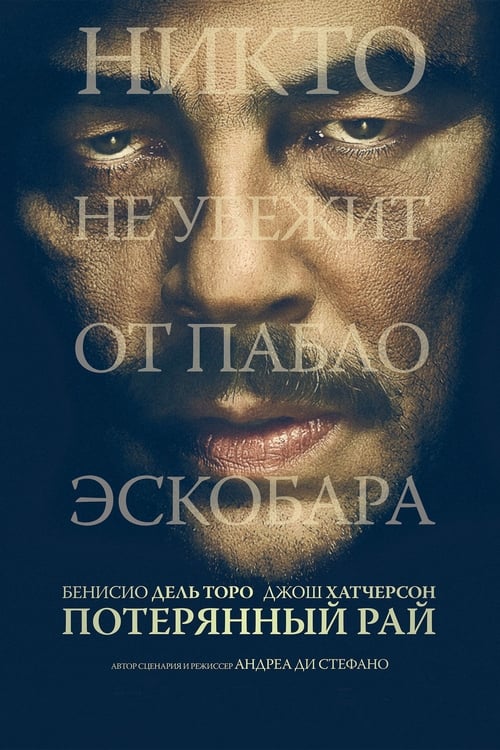 НИКТО
НЕ УБЕЖИТ
ОТ ПАБЛО
ЭСКОБАРА
БЕНИСИО ДЕЛЬ ТОРО ДЖОШ ХАТЧЕРСОН
ПОТЕРЯННЫЙ РАЙ
АВТОР СЦЕНАРИЯ И РЕЖИССЕР АНДРЕА ДИ СТЕФАНО